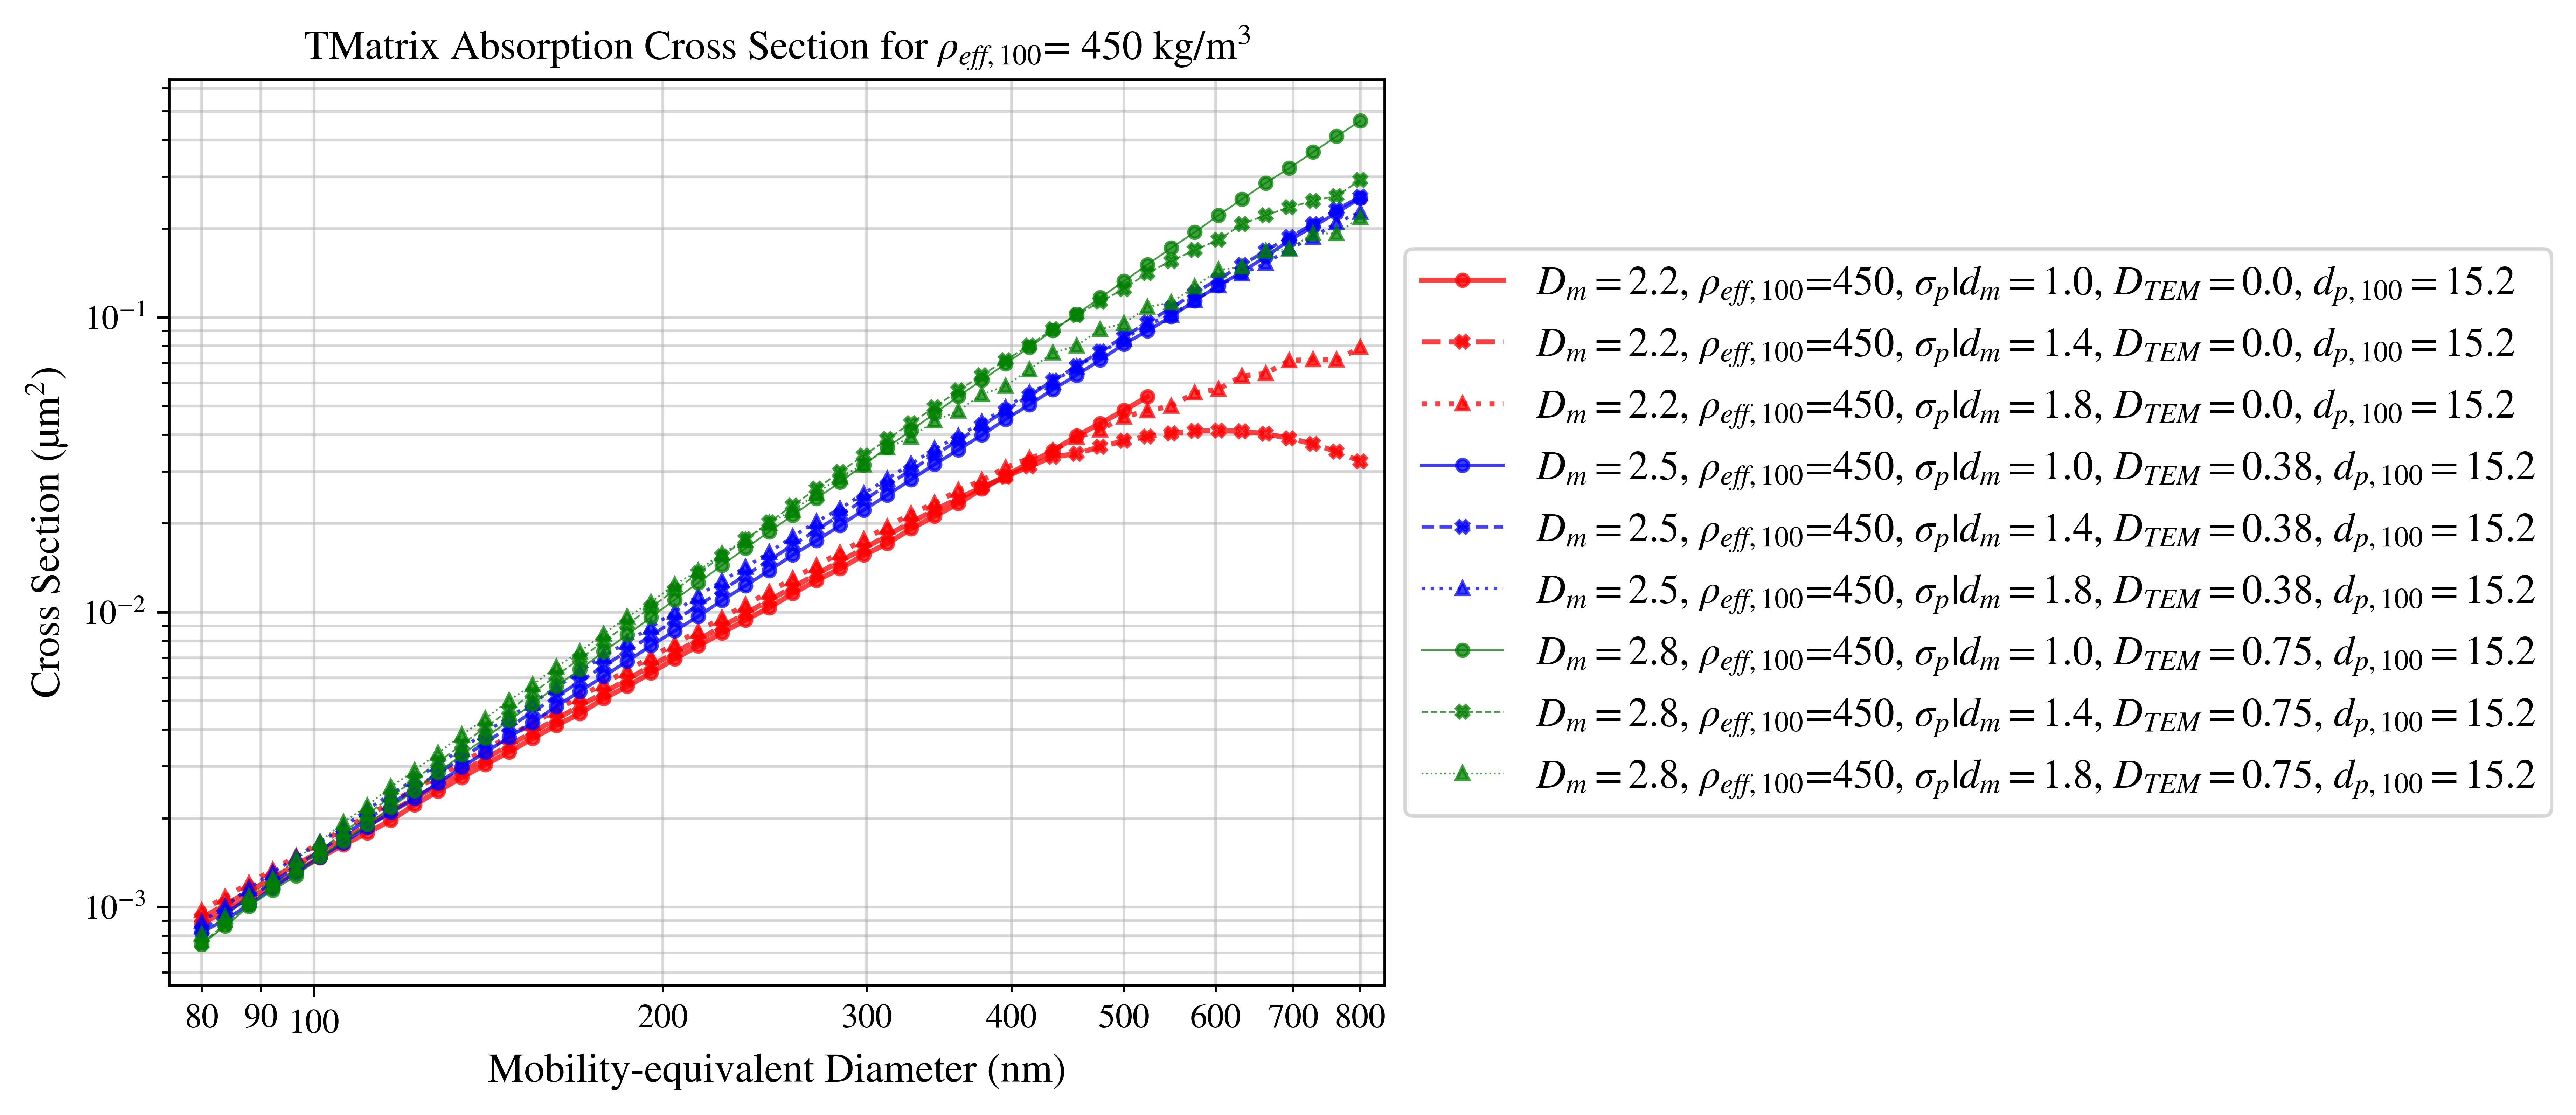 TMatrix Absorption Cross Section for ρeff,100= 450 kg/m³
Cross Section (µm²)
10⁻¹
10⁻²
10⁻³
80 90 100 200 300 400 500 600 700 800
Mobility-equivalent Diameter (nm)
Dm = 2.2, ρeff,100=450, σp|dm = 1.0, DTEM = 0.0, dp,100 = 15.2
Dm = 2.2, ρeff,100=450, σp|dm = 1.4, DTEM = 0.0, dp,100 = 15.2
Dm = 2.2, ρeff,100=450, σp|dm = 1.8, DTEM = 0.0, dp,100 = 15.2
Dm = 2.5, ρeff,100=450, σp|dm = 1.0, DTEM = 0.38, dp,100 = 15.2
Dm = 2.5, ρeff,100=450, σp|dm = 1.4, DTEM = 0.38, dp,100 = 15.2
Dm = 2.5, ρeff,100=450, σp|dm = 1.8, DTEM = 0.38, dp,100 = 15.2
Dm = 2.8, ρeff,100=450, σp|dm = 1.0, DTEM = 0.75, dp,100 = 15.2
Dm = 2.8, ρeff,100=450, σp|dm = 1.4, DTEM = 0.75, dp,100 = 15.2
Dm = 2.8, ρeff,100=450, σp|dm = 1.8, DTEM = 0.75, dp,100 = 15.2